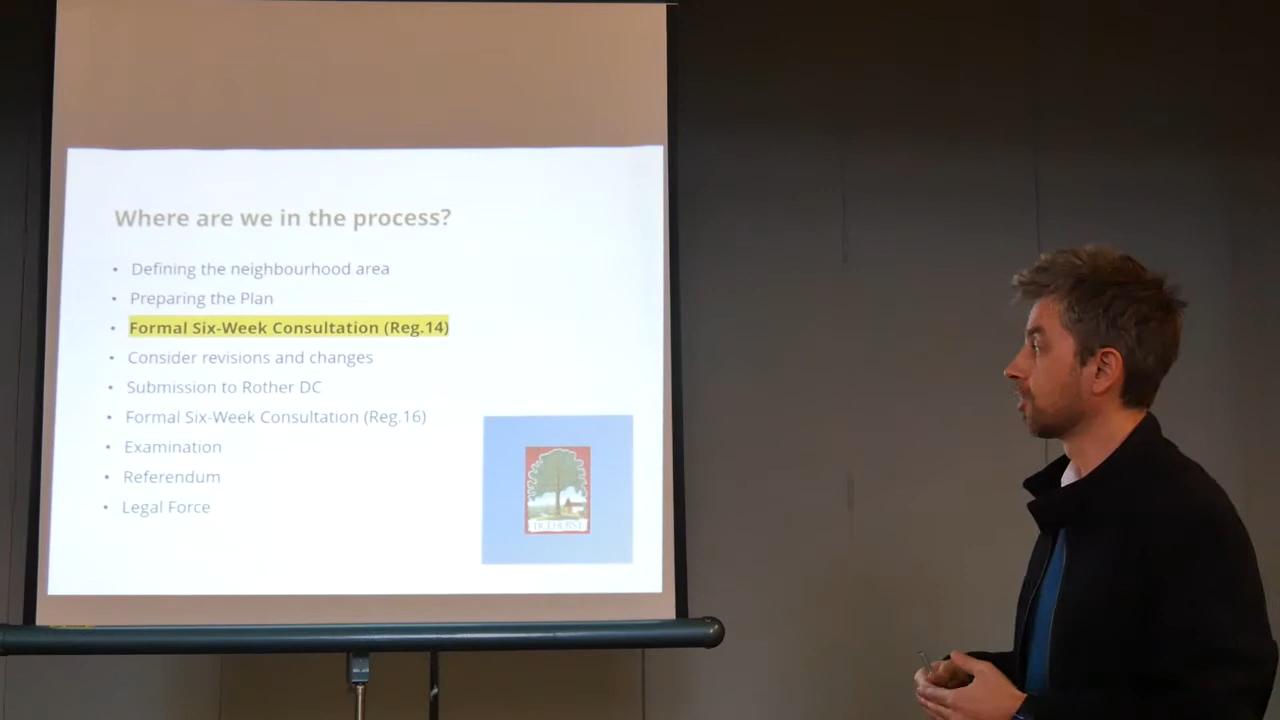 Where are we in the process?
• Defining the neighbourhood area
• Preparing the Plan
• Formal Six-Week Consultation (Reg.14)
• Consider revisions and changes
• Submission to Rother DC
• Formal Six-Week Consultation (Reg.16)
• Examination
• Referendum
• Legal Force
TICEHURST